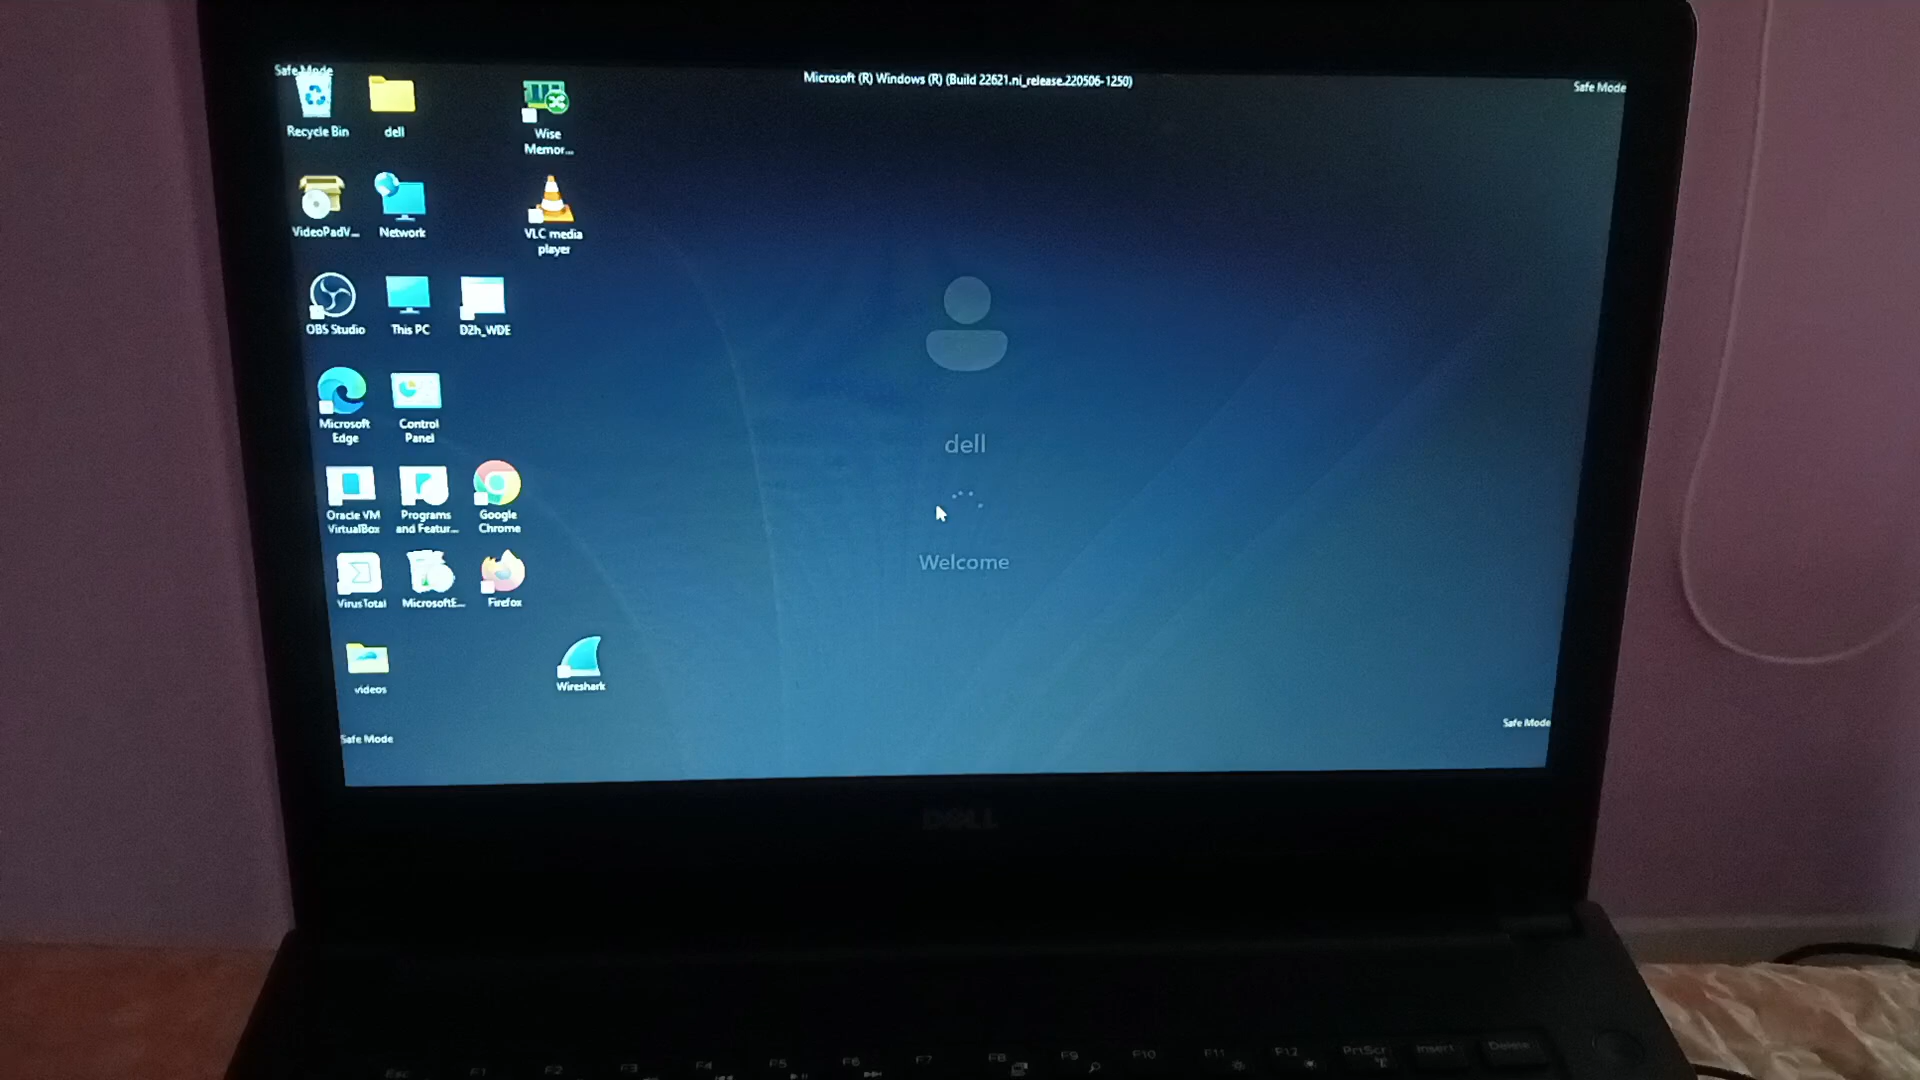 Safe Mode
Microsoft (R) Windows (R) (Build 22621.ni_release.220506-1250)
Safe Mode
Recycle Bin
dell
Wise
Memor...
VideoPadV...
Network
VLC media
player
OBS Studio
This PC
D2h_WDE
Microsoft
Edge
Control
Panel
dell
Oracle VM
VirtualBox
Programs
and Featur...
Google
Chrome
Welcome
VirusTotal
MicrosoftE...
Firefox
videos
Wireshark
Safe Mode
Safe Mode
DELL
Esc
F1
F2
F3
F4
F5
F6
F7
F8
F9
F10
F11
F12
PrtScr
Insert
Delete